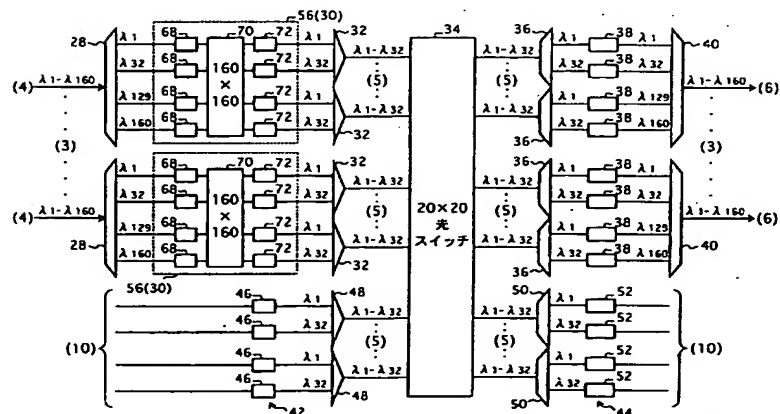 56(30)
28 λ1 68 70 72 λ1 32 34 36 λ1 38 40
λ1-λ32 λ1-λ32
λ32 λ32 λ32 38
(4) λ1-λ160 160 × 160 (5) (5) λ1-λ160 (6)
λ129 68 72 λ1 λ1 38 λ129
λ1-λ32 λ1-λ32
λ160 68 72 λ32 32 36 λ32 38 λ160
(3) (3)
28 λ1 68 70 72 λ1 32 36 λ1 38 λ1
λ1-λ32 λ1-λ32
λ32 68 72 λ32 λ32 38 λ32
(4) λ1-λ160 160 × 160 (5) 20×20 光スイッチ (5) λ1-λ160 (6)
λ129 68 72 λ1 λ1 38 λ129
λ1-λ32 λ1-λ32
λ160 68 72 λ32 32 36 λ32 38 λ160 40
56(30)
46 λ1 48 50 λ1 52
λ1-λ32 λ1-λ32
46 λ32 λ32 52
(10) (5) (5) (10)
46 λ1 λ1 52
λ1-λ32 λ1-λ32
46 λ32 48 50 λ32 52
42 44